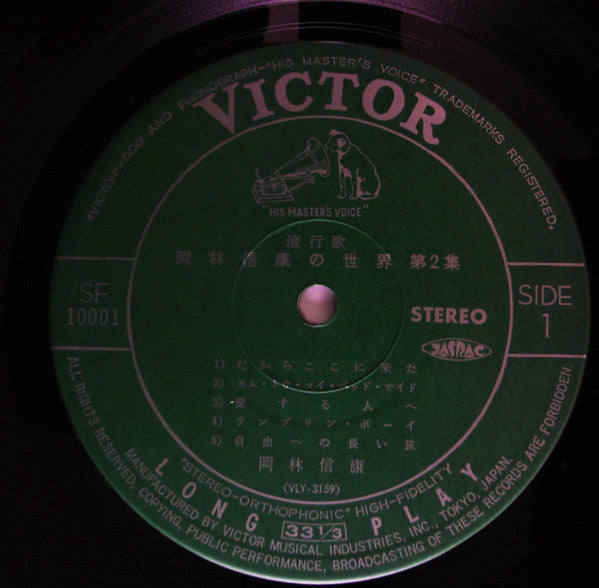 "VICTOR"—DOG AND PHONOGRAPH—"HIS MASTER'S VOICE" TRADEMARKS REGISTERED.
VICTOR
"HIS MASTER'S VOICE"
流行歌
岡林信康の世界 第2集
SF
10001
STEREO
SIDE
1
JASRAC
1) だからここに来た
2) カム・トゥ・マイ・ベッド・サイド
3) 愛する人へ
4) ランブリン・ボーイ
5) 自由への長い旅
岡林信康
(VLY-3159)
"STEREO-ORTHOPHONIC" HIGH-FIDELITY
LONG 33 1/3 PLAY
MANUFACTURED BY VICTOR MUSICAL INDUSTRIES, INC., TOKYO, JAPAN.
ALL RIGHTS RESERVED, COPYING, PUBLIC PERFORMANCE, BROADCASTING OF THESE RECORDS ARE FORBIDDEN.